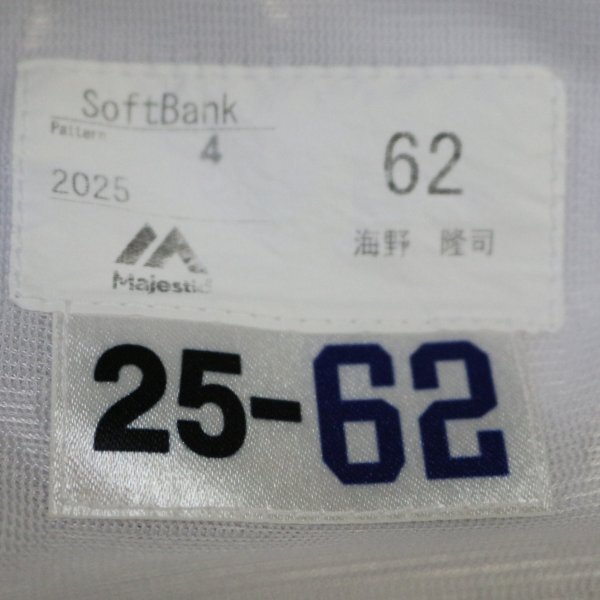 SoftBank
Pattern 4
2025
Majestic
62
海野 隆司
25-62